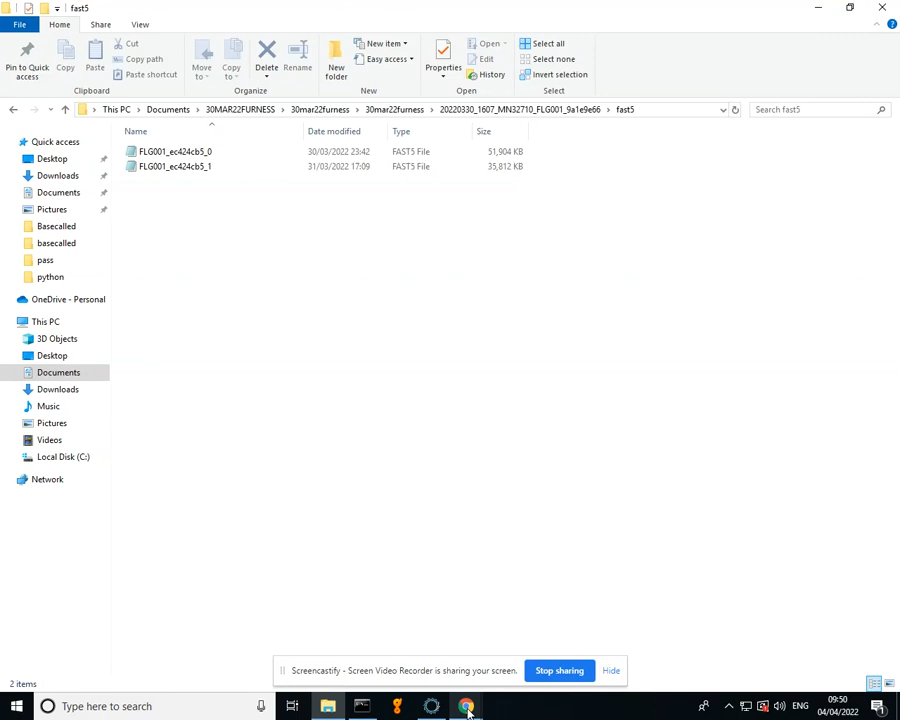 fast5
File Home Share View
Pin to Quick access
Copy
Paste
Cut
Copy path
Paste shortcut
Clipboard
Move to
Copy to
Delete
Rename
Organize
New folder
New item
Easy access
New
Properties
Open
Edit
History
Open
Select all
Select none
Invert selection
Select
This PC > Documents > 30MAR22FURNESS > 30mar22furness > 30mar22furness > 20220330_1607_MN32710_FLG001_9a1e9e66 > fast5
Search fast5
Name Date modified Type Size
FLG001_ec424cb5_0 30/03/2022 23:42 FAST5 File 51,904 KB
FLG001_ec424cb5_1 31/03/2022 17:09 FAST5 File 35,812 KB
Quick access
Desktop
Downloads
Documents
Pictures
Basecalled
basecalled
pass
python
OneDrive - Personal
This PC
3D Objects
Desktop
Documents
Downloads
Music
Pictures
Videos
Local Disk (C:)
Network
Screencastify - Screen Video Recorder is sharing your screen. Stop sharing Hide
2 items
Type here to search
ENG
09:50
04/04/2022
1